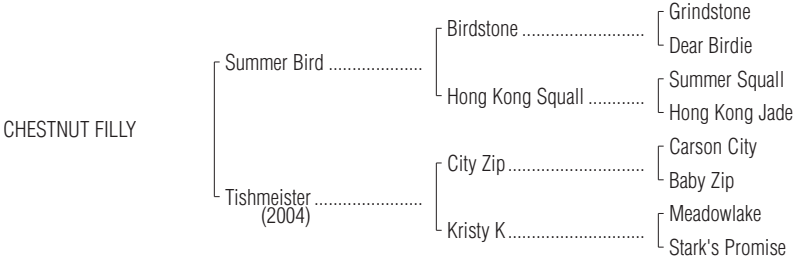 Grindstone
Birdstone ..........................
Dear Birdie
Summer Bird ....................
Summer Squall
Hong Kong Squall ............
Hong Kong Jade
CHESTNUT FILLY
Carson City
City Zip.............................
Baby Zip
Tishmeister.......................
(2004)
Meadowlake
Kristy K.............................
Stark's Promise